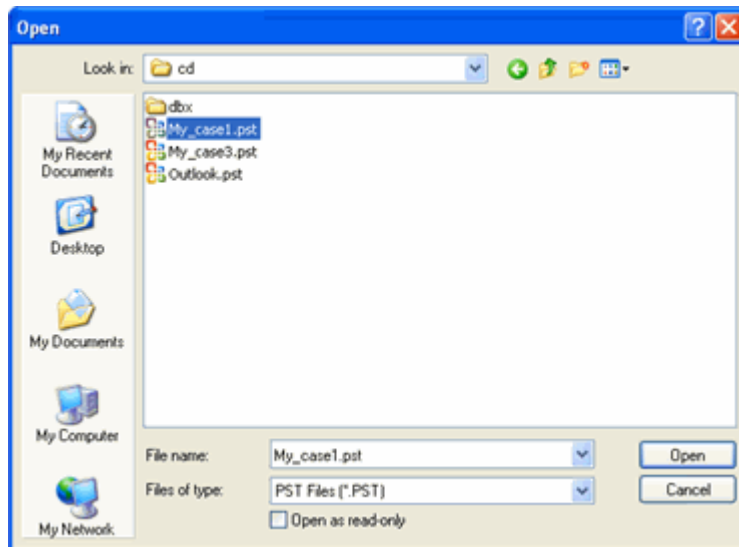 Open
Look in:
cd
dbx
My_case1.pst
My_case3.pst
Outlook.pst
My Recent
Documents
Desktop
My Documents
My Computer
My Network
File name:
My_case1.pst
Open
Files of type:
PST Files (*.PST)
Cancel
Open as read-only